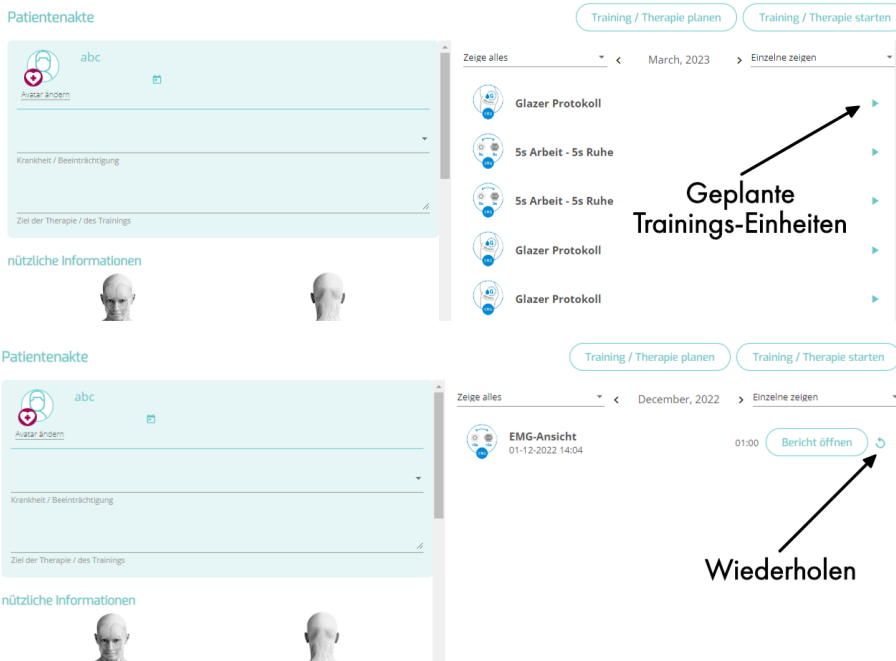 Patientenakte
Training / Therapie planen
Training / Therapie starten
abc
Avatar ändern
Krankheit / Beeinträchtigung
Ziel der Therapie / des Trainings
nützliche Informationen
Zeige alles
March, 2023
Einzelne zeigen
Glazer Protokoll
5s Arbeit - 5s Ruhe
5s Arbeit - 5s Ruhe
Glazer Protokoll
Glazer Protokoll
Geplante
Trainings-Einheiten
Patientenakte
Training / Therapie planen
Training / Therapie starten
abc
Avatar ändern
Krankheit / Beeinträchtigung
Ziel der Therapie / des Trainings
nützliche Informationen
Zeige alles
December, 2022
Einzelne zeigen
EMG-Ansicht
01-12-2022 14:04
01:00
Bericht öffnen
Wiederholen